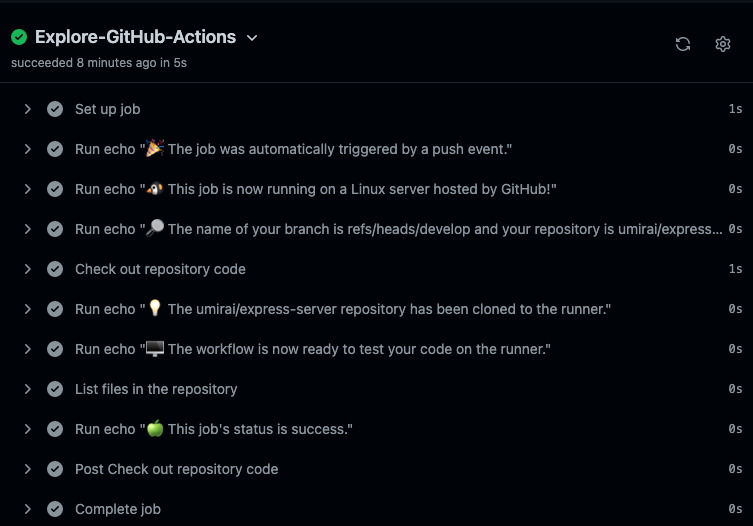 Explore-GitHub-Actions
succeeded 8 minutes ago in 5s
Set up job 1s
Run echo "🎉 The job was automatically triggered by a push event." 0s
Run echo "🐧 This job is now running on a Linux server hosted by GitHub!" 0s
Run echo "🔎 The name of your branch is refs/heads/develop and your repository is umirai/express... 0s
Check out repository code 1s
Run echo "💡 The umirai/express-server repository has been cloned to the runner." 0s
Run echo "🖥️ The workflow is now ready to test your code on the runner." 0s
List files in the repository 0s
Run echo "🍏 This job's status is success." 0s
Post Check out repository code 0s
Complete job 0s